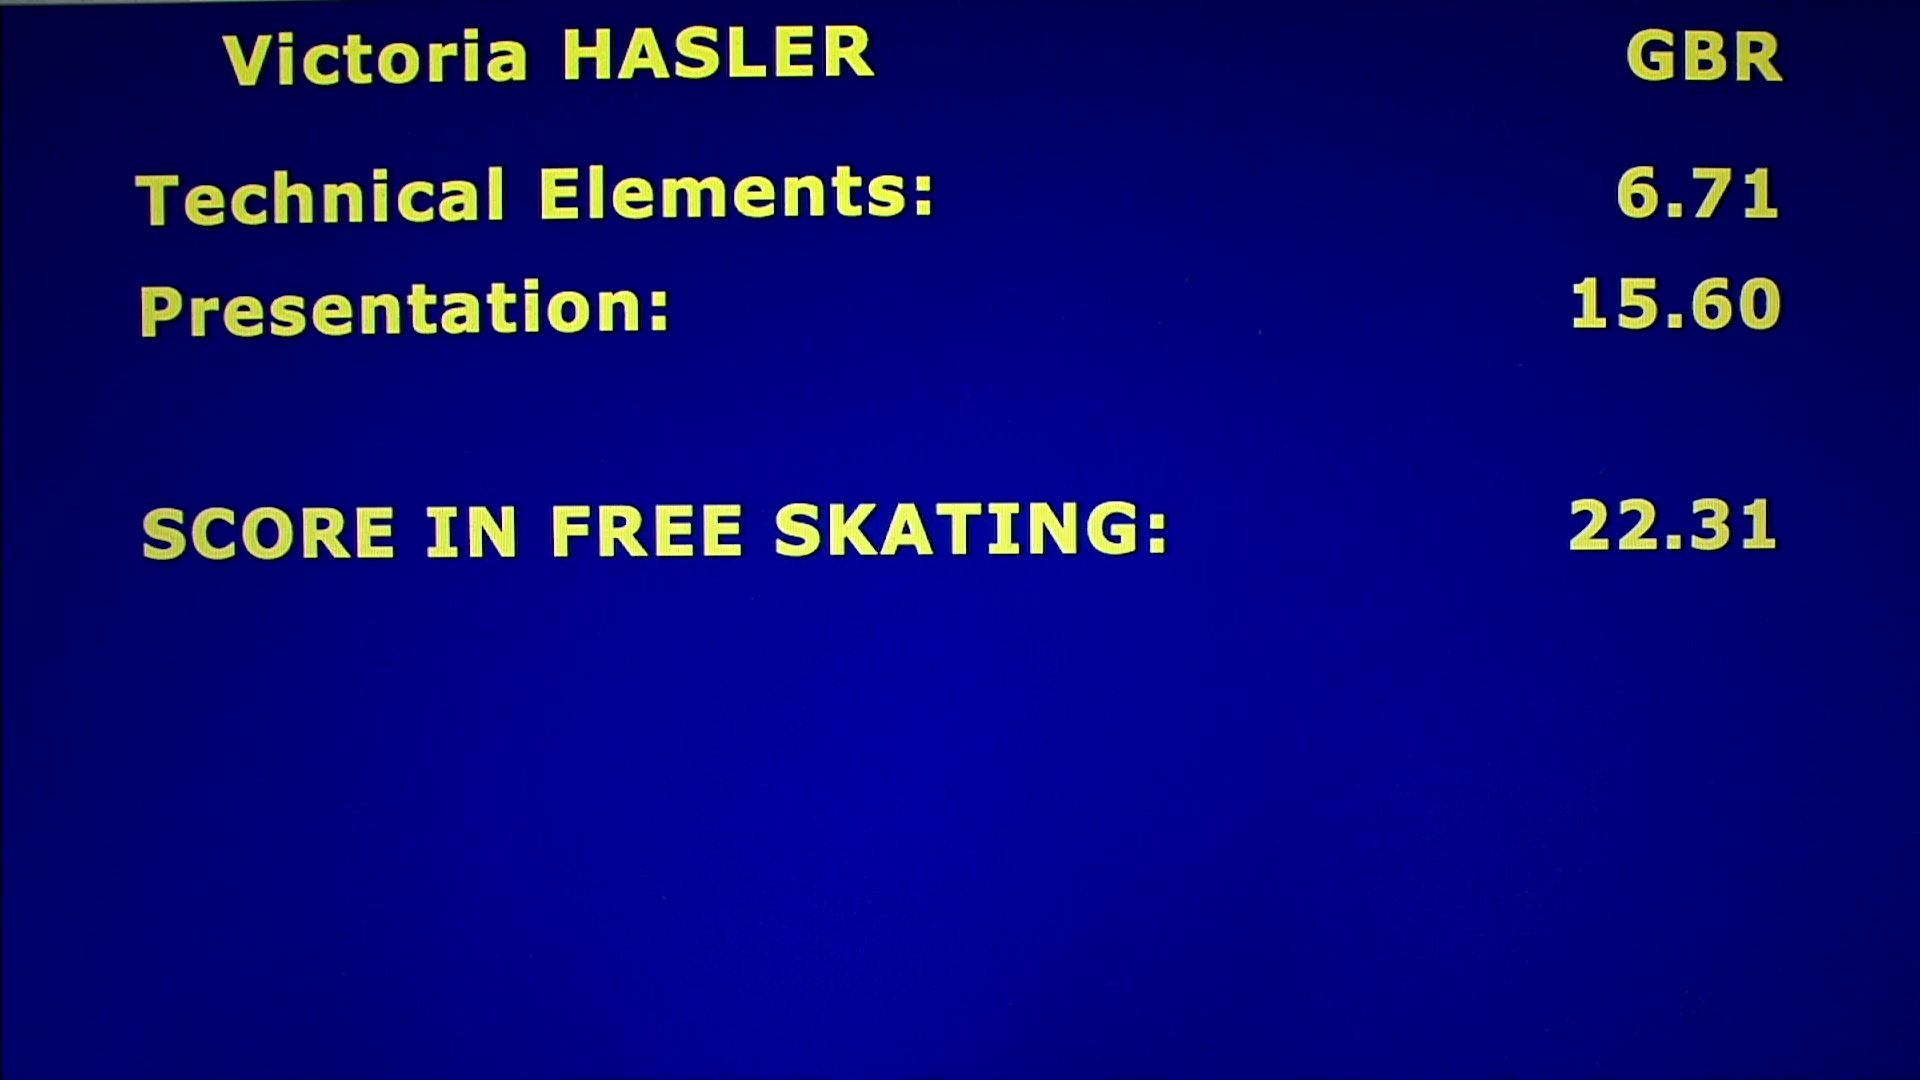 Victoria HASLER GBR
Technical Elements: 6.71
Presentation: 15.60
SCORE IN FREE SKATING: 22.31